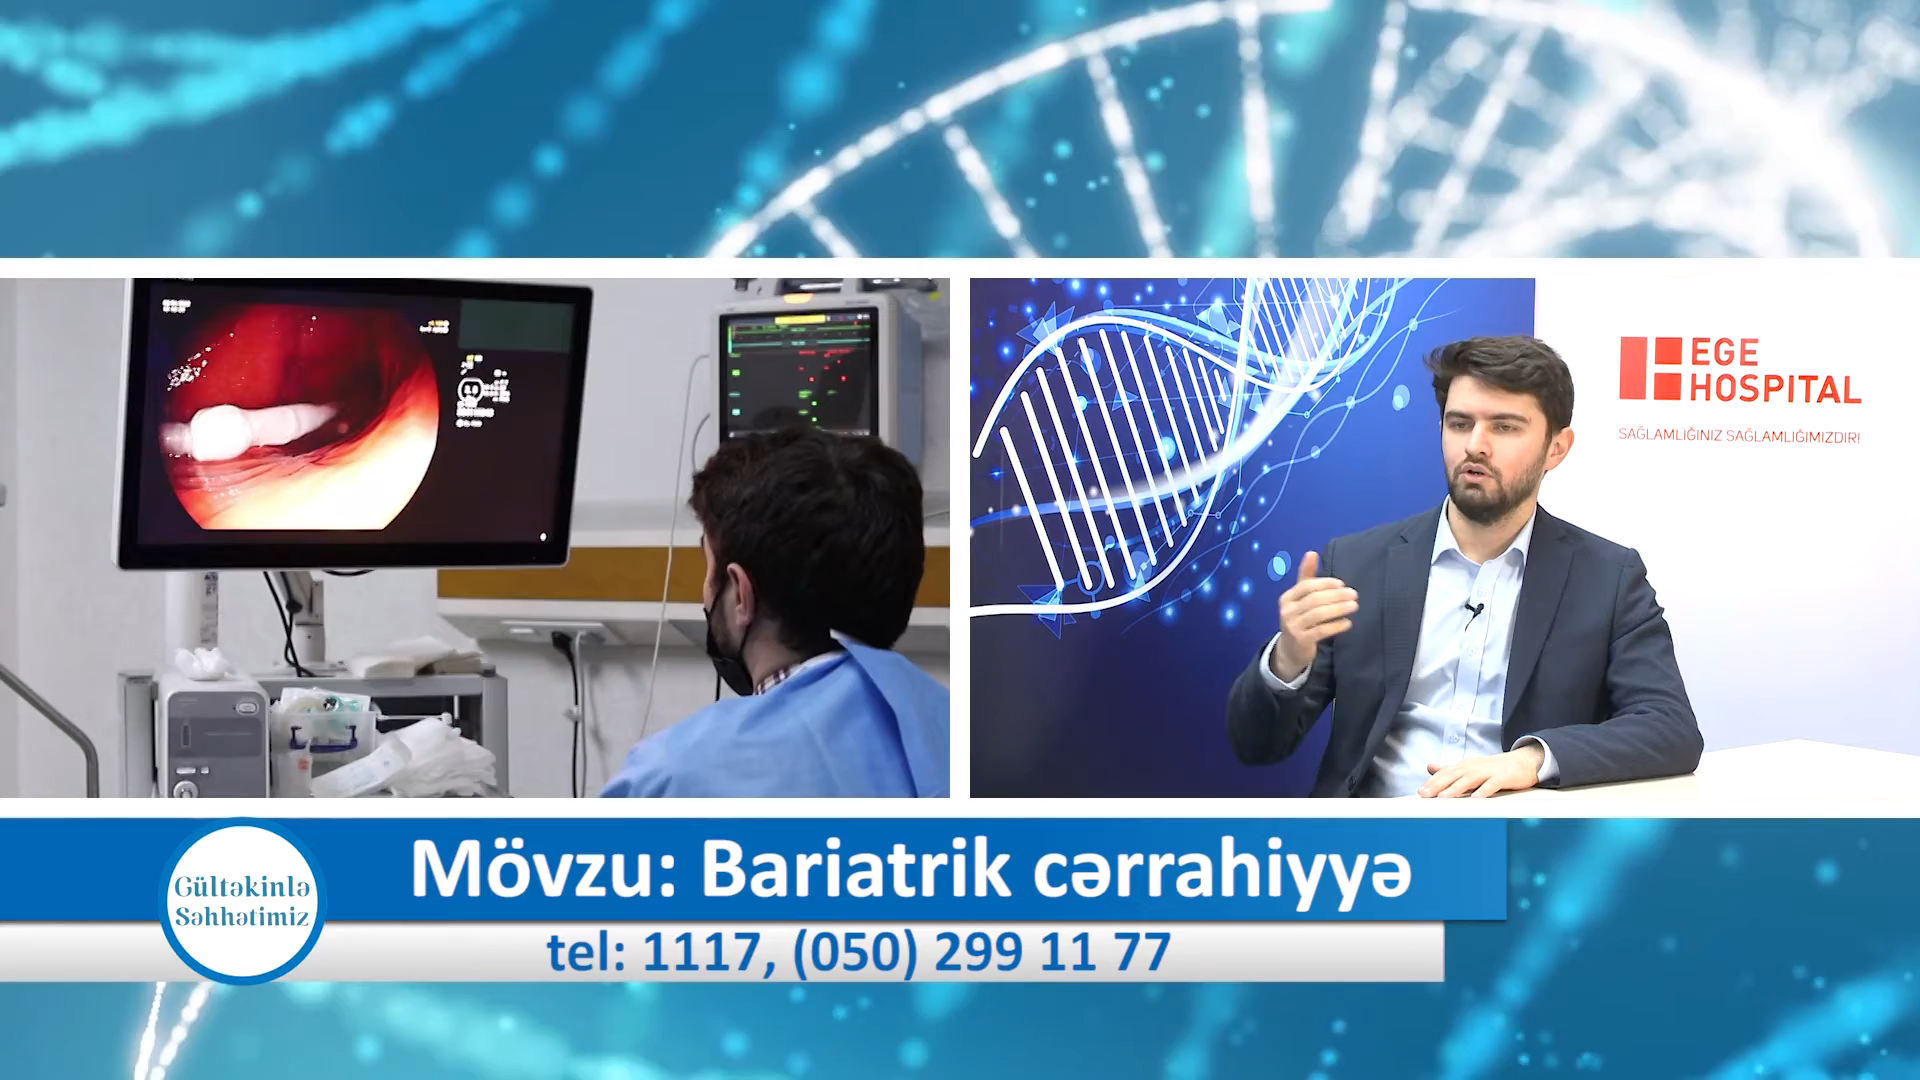 EGE
HOSPITAL
SAĞLAMLIĞINIZ SAĞLAMLIĞIMIZDIR!
Gültəkinlə
Səhhətimiz
Mövzu: Bariatrik cərrahiyyə
tel: 1117, (050) 299 11 77